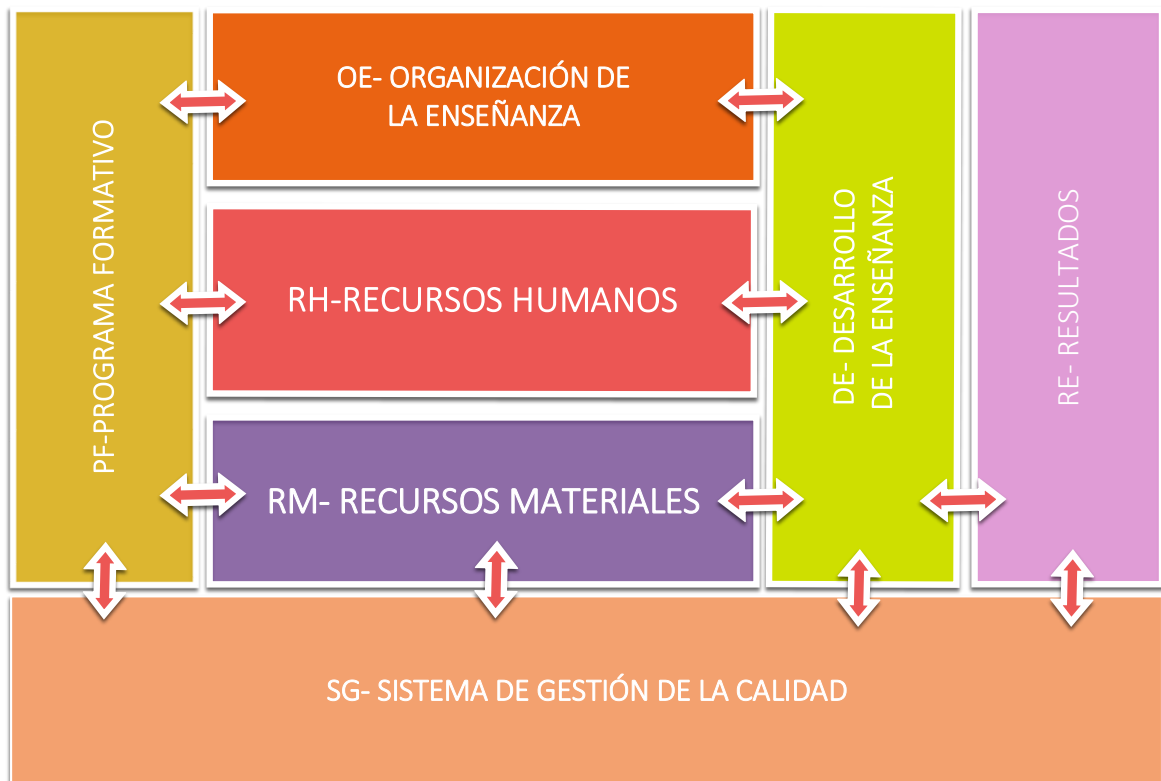 PF-PROGRAMA FORMATIVO
OE- ORGANIZACIÓN DE
LA ENSEÑANZA
RH-RECURSOS HUMANOS
RM- RECURSOS MATERIALES
DE- DESARROLLO
DE LA ENSEÑANZA
RE- RESULTADOS
SG- SISTEMA DE GESTIÓN DE LA CALIDAD